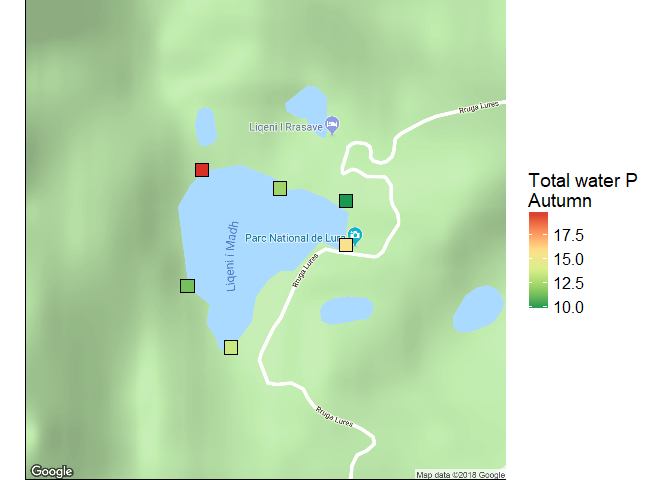 Rruga Lures
Liqeni I Rrasave
Parc National de Lure
Liqeni i Madh
Rruga Lures
Rruga Lures
Google
Map data ©2018 Google
Total water P
Autumn
17.5
15.0
12.5
10.0